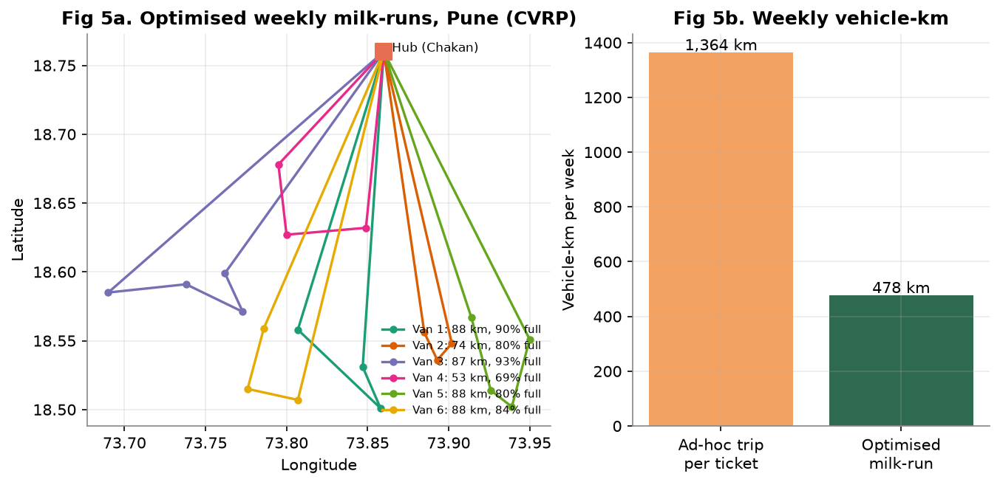 Fig 5a. Optimised weekly milk-runs, Pune (CVRP)
Hub (Chakan)
Latitude
18.75
18.70
18.65
18.60
18.55
18.50
Van 1: 88 km, 90% full
Van 2: 74 km, 80% full
Van 3: 87 km, 93% full
Van 4: 53 km, 69% full
Van 5: 88 km, 80% full
Van 6: 88 km, 84% full
73.70 73.75 73.80 73.85 73.90 73.95
Longitude
Fig 5b. Weekly vehicle-km
Vehicle-km per week
1400
1200
1000
800
600
400
200
0
1,364 km
478 km
Ad-hoc trip
per ticket
Optimised
milk-run